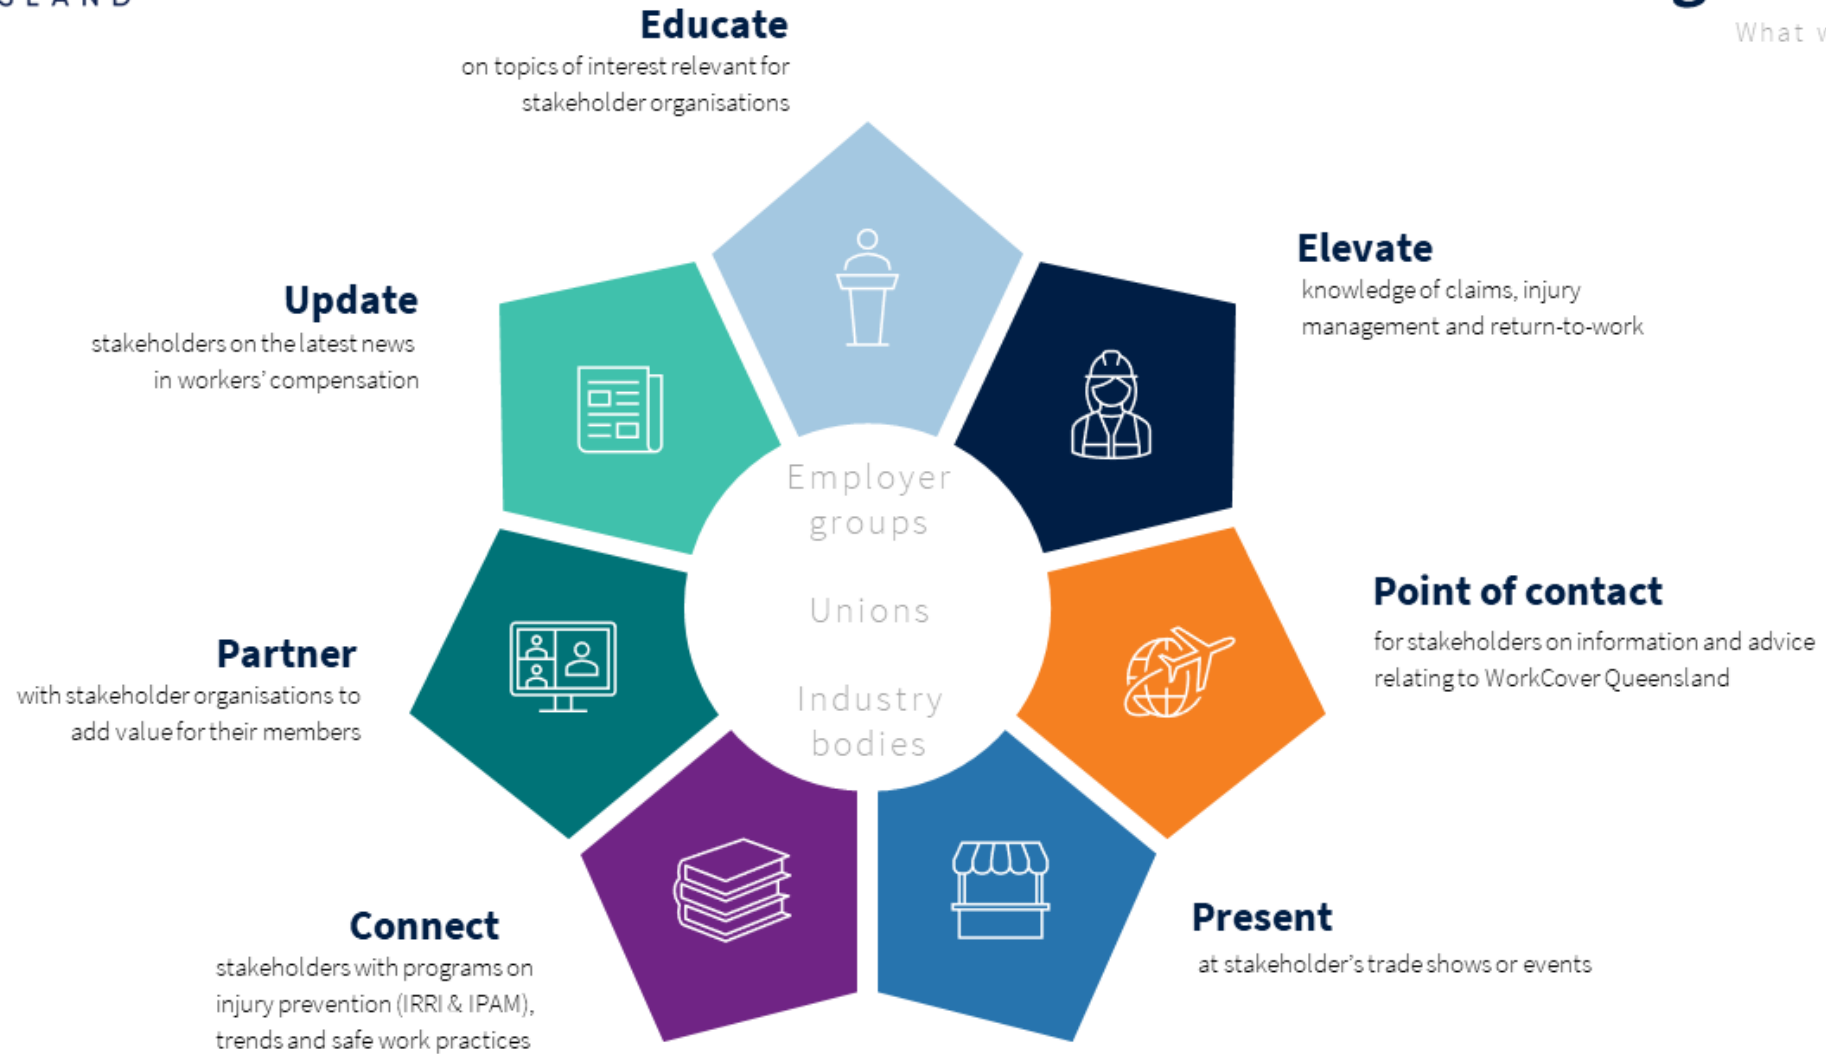 Educate
on topics of interest relevant for
stakeholder organisations
What
Elevate
knowledge of claims, injury
management and return-to-work
Update
stakeholders on the latest news
in workers’ compensation
Employer
groups
Unions
Industry
bodies
Point of contact
for stakeholders on information and advice
relating to WorkCover Queensland
Partner
with stakeholder organisations to
add value for their members
Present
at stakeholder’s trade shows or events
Connect
stakeholders with programs on
injury prevention (IRRI & IPAM),
trends and safe work practices